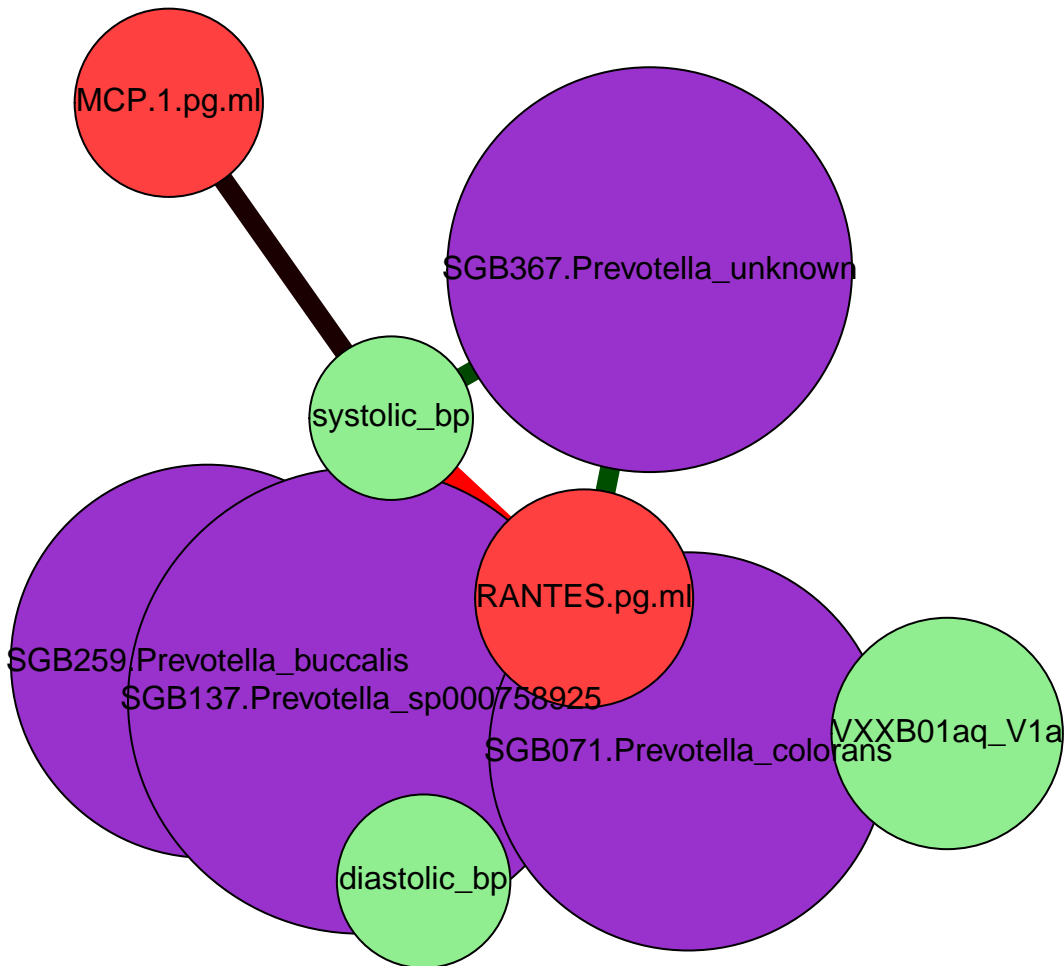 MCP.1.pg.ml
SGB367.Prevotella_unknown
systolic_bp
RANTES.pg.ml
SGB259.Prevotella_buccalis
SGB137.Prevotella_sp000758925
VXXB01aq_V1a
SGB071.Prevotella_colorans
diastolic_bp